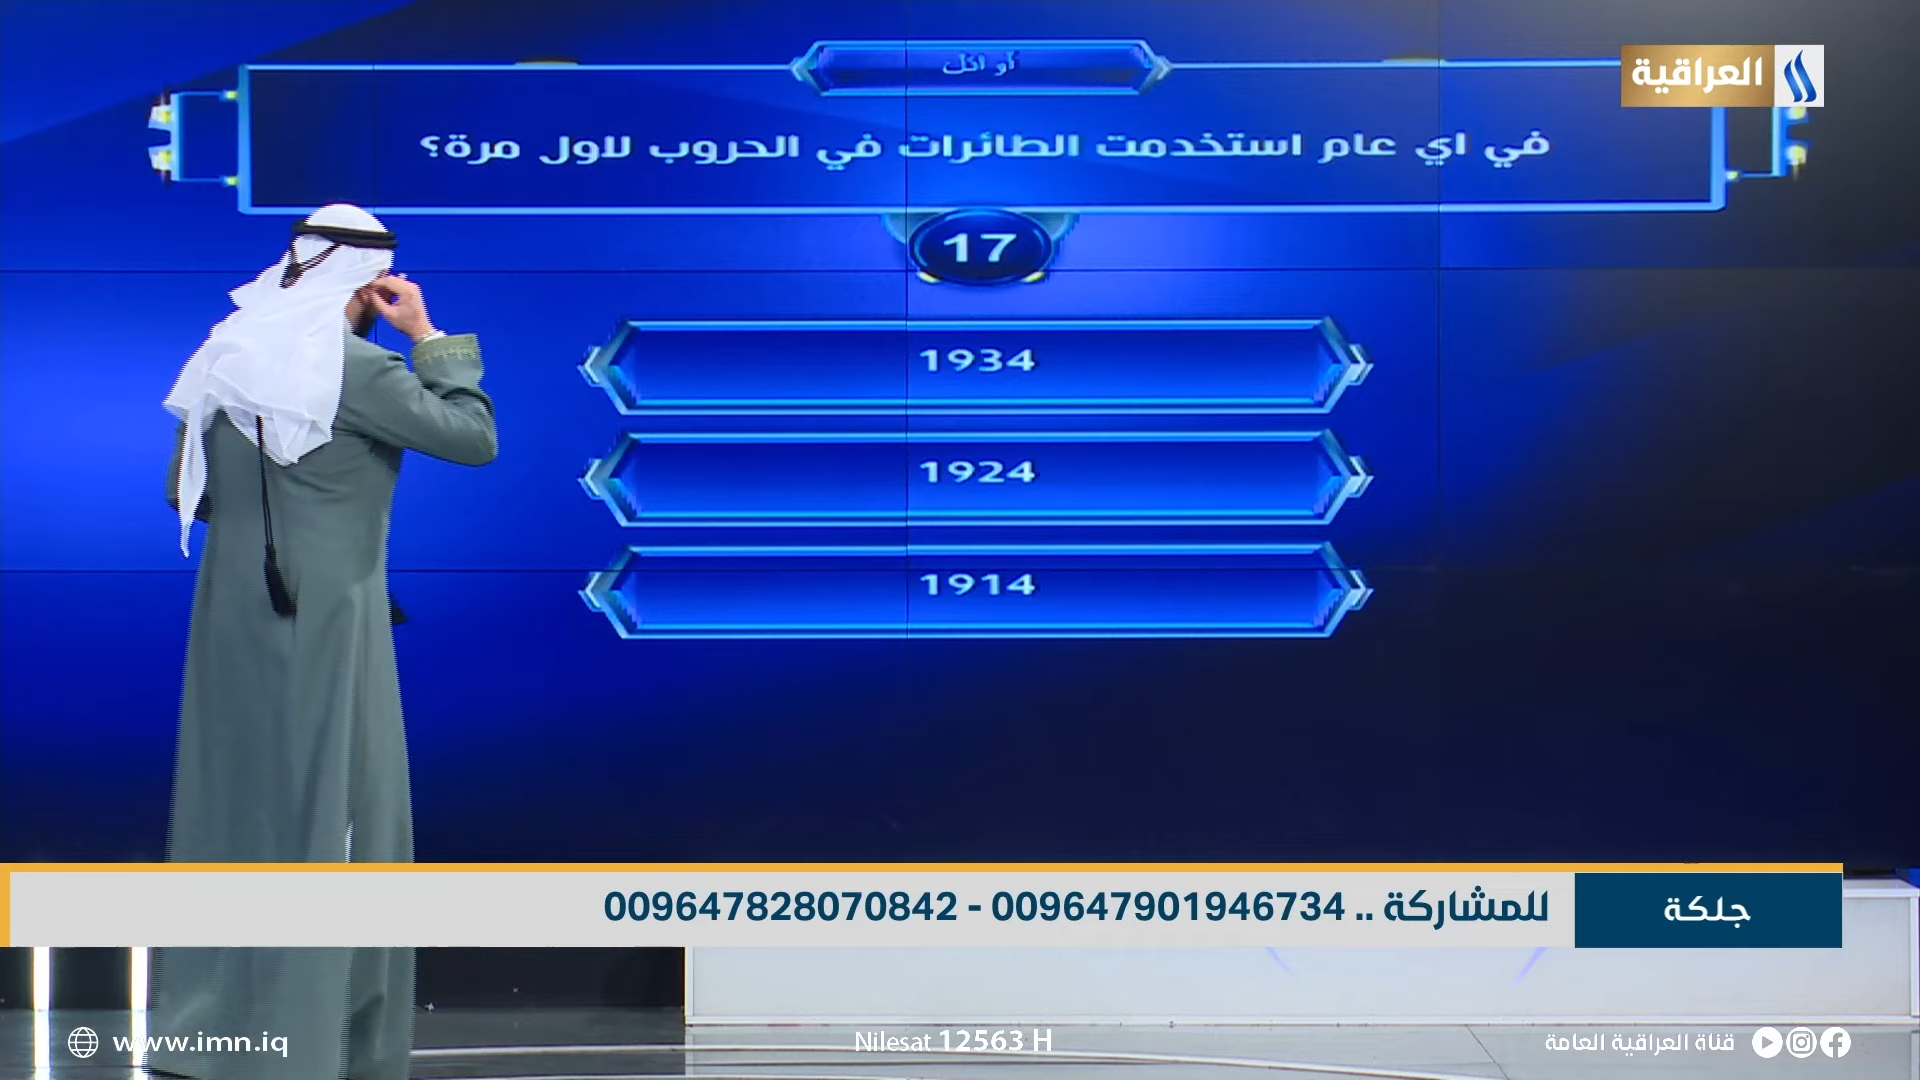 أو اكل
العراقية
في اي عام استخدمت الطائرات في الحروب لاول مرة؟
17
1934
1924
1914
جلكة
للمشاركة .. 009647901946734 - 009647828070842
www.imn.iq
Nilesat 12563 H
قناة العراقية العامة